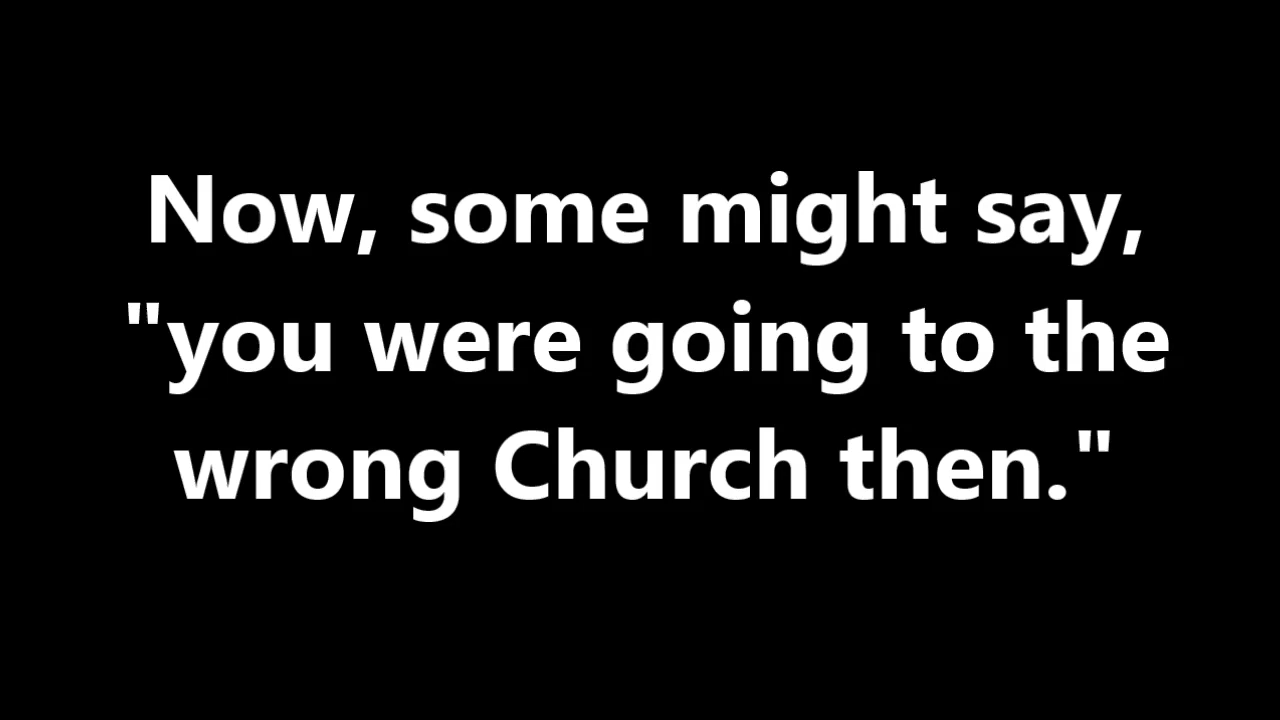 Now, some might say,
"you were going to the
wrong Church then."